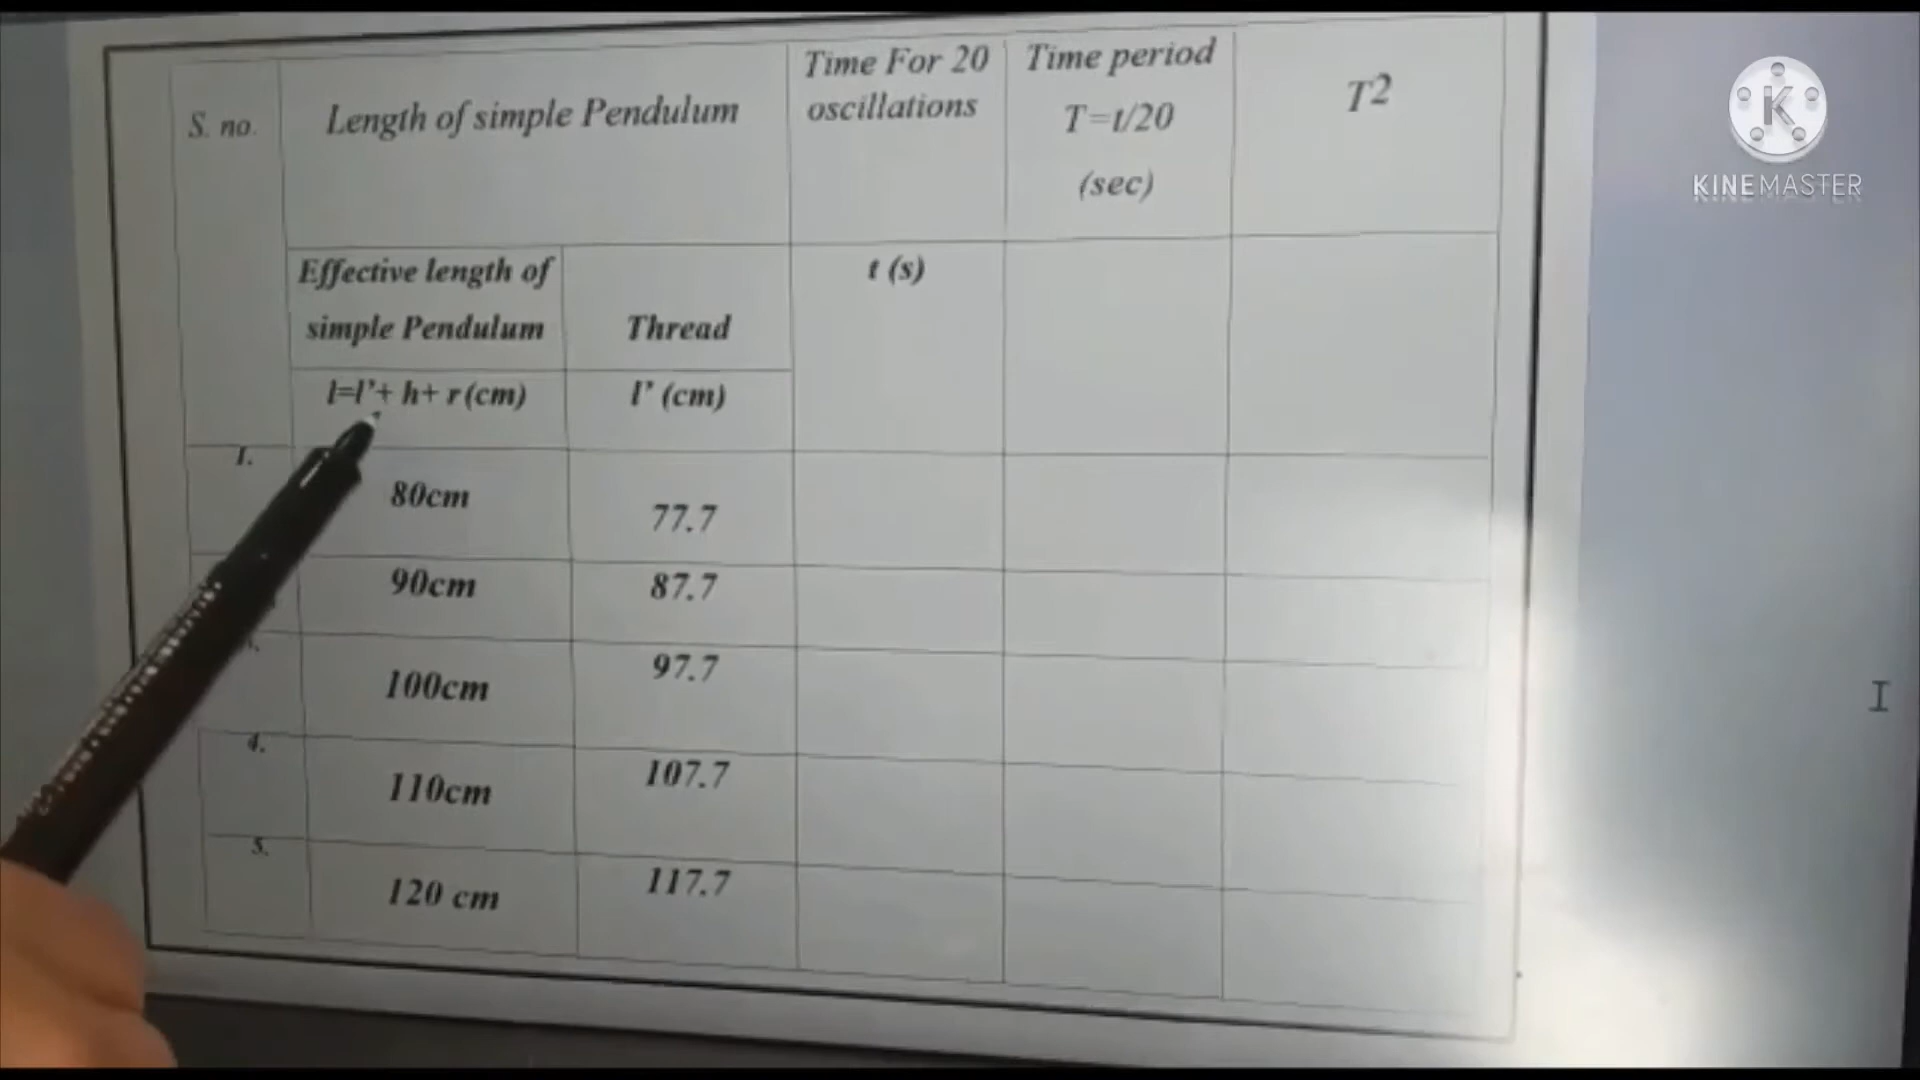 S. no.
Length of simple Pendulum
Time For 20
oscillations
Time period
T=t/20
(sec)
T2
Effective length of
simple Pendulum
Thread
t (s)
l=l'+ h+ r(cm)
l' (cm)
1.
80cm
77.7
90cm
87.7
100cm
97.7
4.
110cm
107.7
5.
120 cm
117.7
KINEMASTER